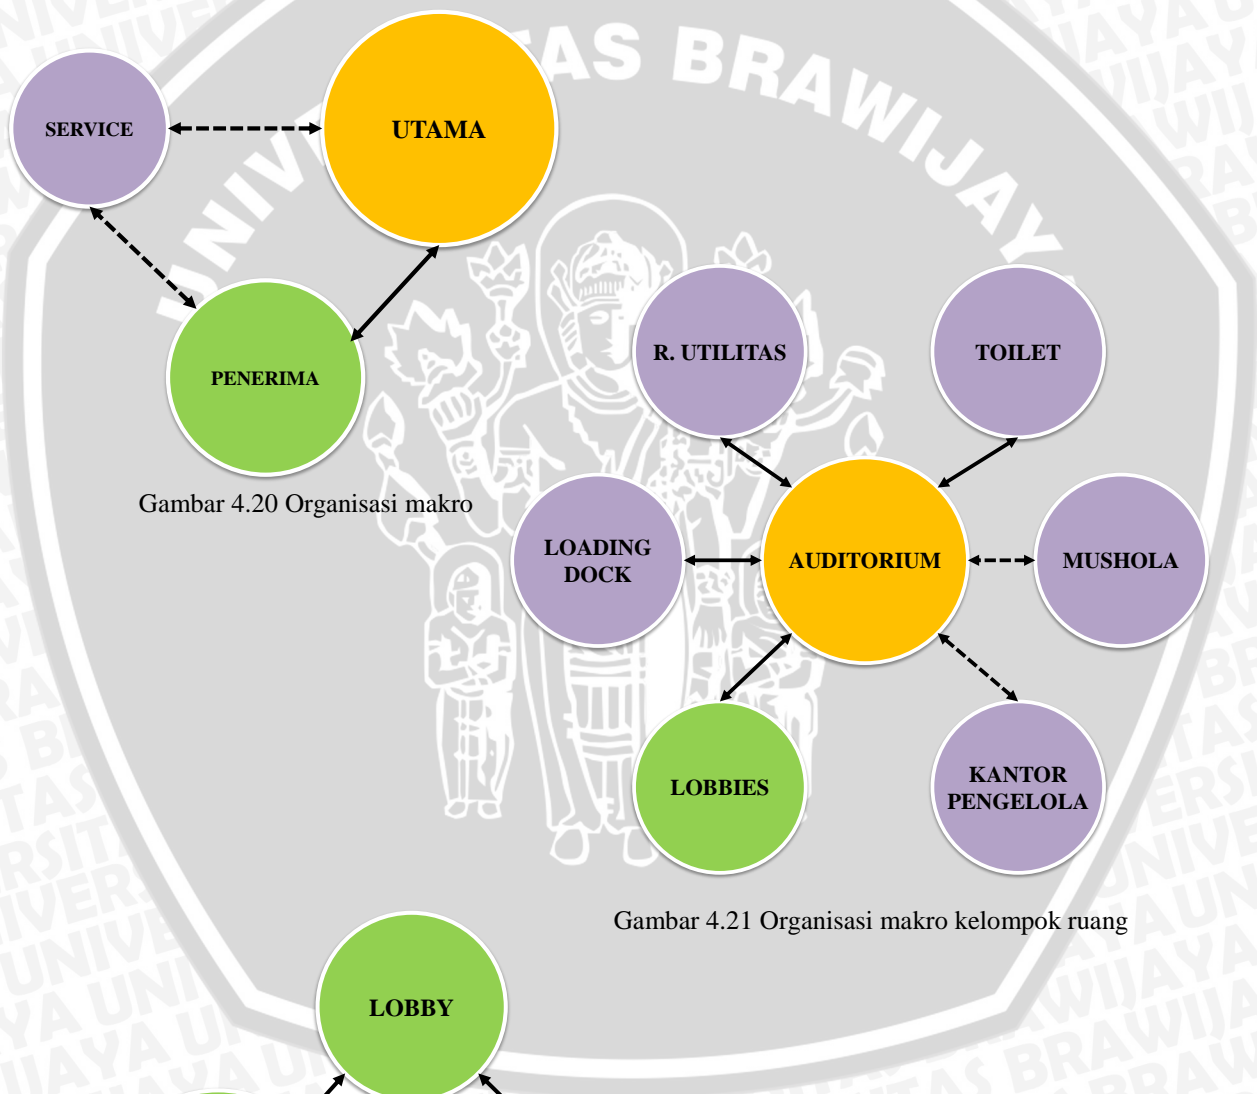 SERVICE
UTAMA
PENERIMA
Gambar 4.20 Organisasi makro
R. UTILITAS
TOILET
LOADING
DOCK
AUDITORIUM
MUSHOLA
LOBBIES
KANTOR
PENGELOLA
Gambar 4.21 Organisasi makro kelompok ruang
LOBBY